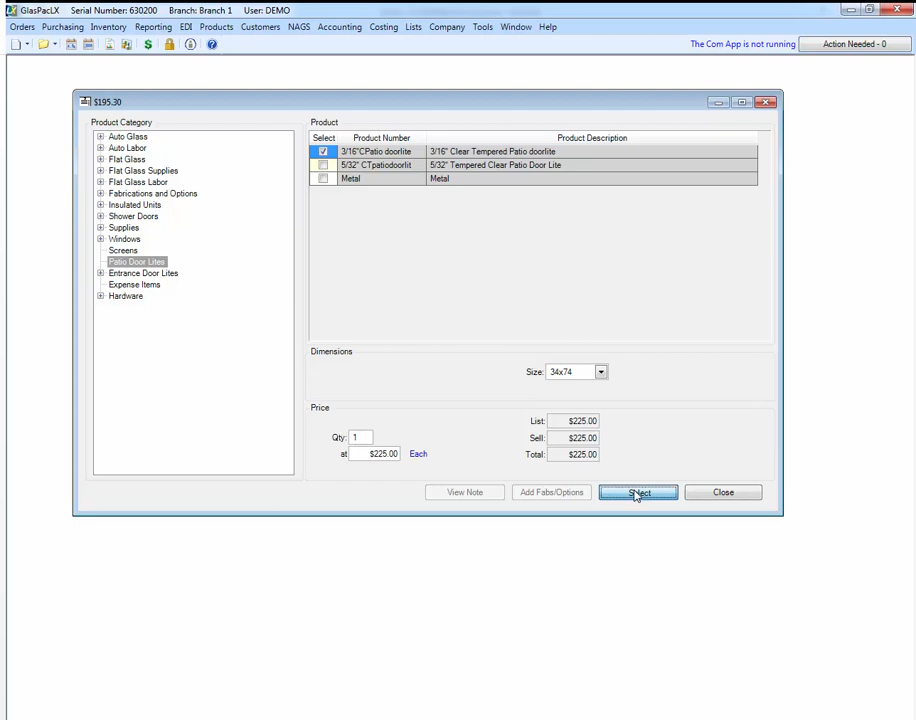 GlasPacLX Serial Number: 630200 Branch: Branch 1 User: DEMO
Orders Purchasing Inventory Reporting EDI Products Customers NAGS Accounting Costing Lists Company Tools Window Help
The Com App is not running Action Needed - 0
$195.30
Product Category
Auto Glass
Auto Labor
Flat Glass
Flat Glass Supplies
Flat Glass Labor
Fabrications and Options
Insulated Units
Shower Doors
Supplies
Windows
Screens
Patio Door Lites
Entrance Door Lites
Expense Items
Hardware
Product
Select Product Number Product Description
3/16"CPatio doorlite 3/16" Clear Tempered Patio doorlite
5/32" CTpatiodoorlit 5/32" Tempered Clear Patio Door Lite
Metal Metal
Dimensions
Size: 34x74
Price
Qty: 1
at $225.00 Each
List: $225.00
Sell: $225.00
Total: $225.00
View Note Add Fabs/Options Select Close